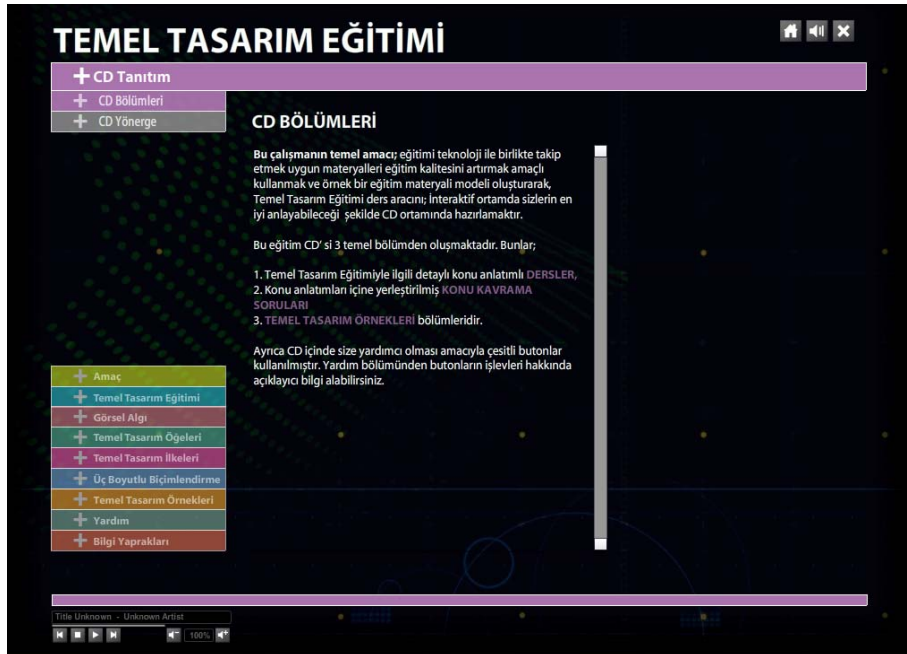 TEMEL TASARIM EĞİTİMİ
CD Tanıtım
CD Bölümleri
CD Yönerge
CD BÖLÜMLERİ
Bu çalışmanın temel amacı; eğitimi teknoloji ile birlikte takip
etmek uygun materyalleri eğitim kalitesini artırmak amaçlı
kullanmak ve örnek bir eğitim materyali modeli oluşturarak,
Temel Tasarım Eğitimi ders aracını; İnteraktif ortamda sizlerin en
iyi anlayabileceği şekilde CD ortamında hazırlamaktır.
Bu eğitim CD' si 3 temel bölümden oluşmaktadır. Bunlar;
1. Temel Tasarım Eğitimiyle ilgili detaylı konu anlatımlı DERSLER,
2. Konu anlatımları içine yerleştirilmiş KONU KAVRAMA
SORULARI
3. TEMEL TASARIM ÖRNEKLERİ bölümleridir.
Ayrıca CD içinde size yardımcı olması amacıyla çesitli butonlar
kullanılmıştır. Yardım bölümünden butonların işlevleri hakkında
açıklayıcı bilgi alabilirsiniz.
Amaç
Temel Tasarım Eğitimi
Görsel Algı
Temel Tasarım Öğeleri
Temel Tasarım İlkeleri
Üç Boyutlu Biçimlendirme
Temel Tasarım Örnekleri
Yardım
Bilgi Yaprakları
Title Unknown - Unknown Artist
100%